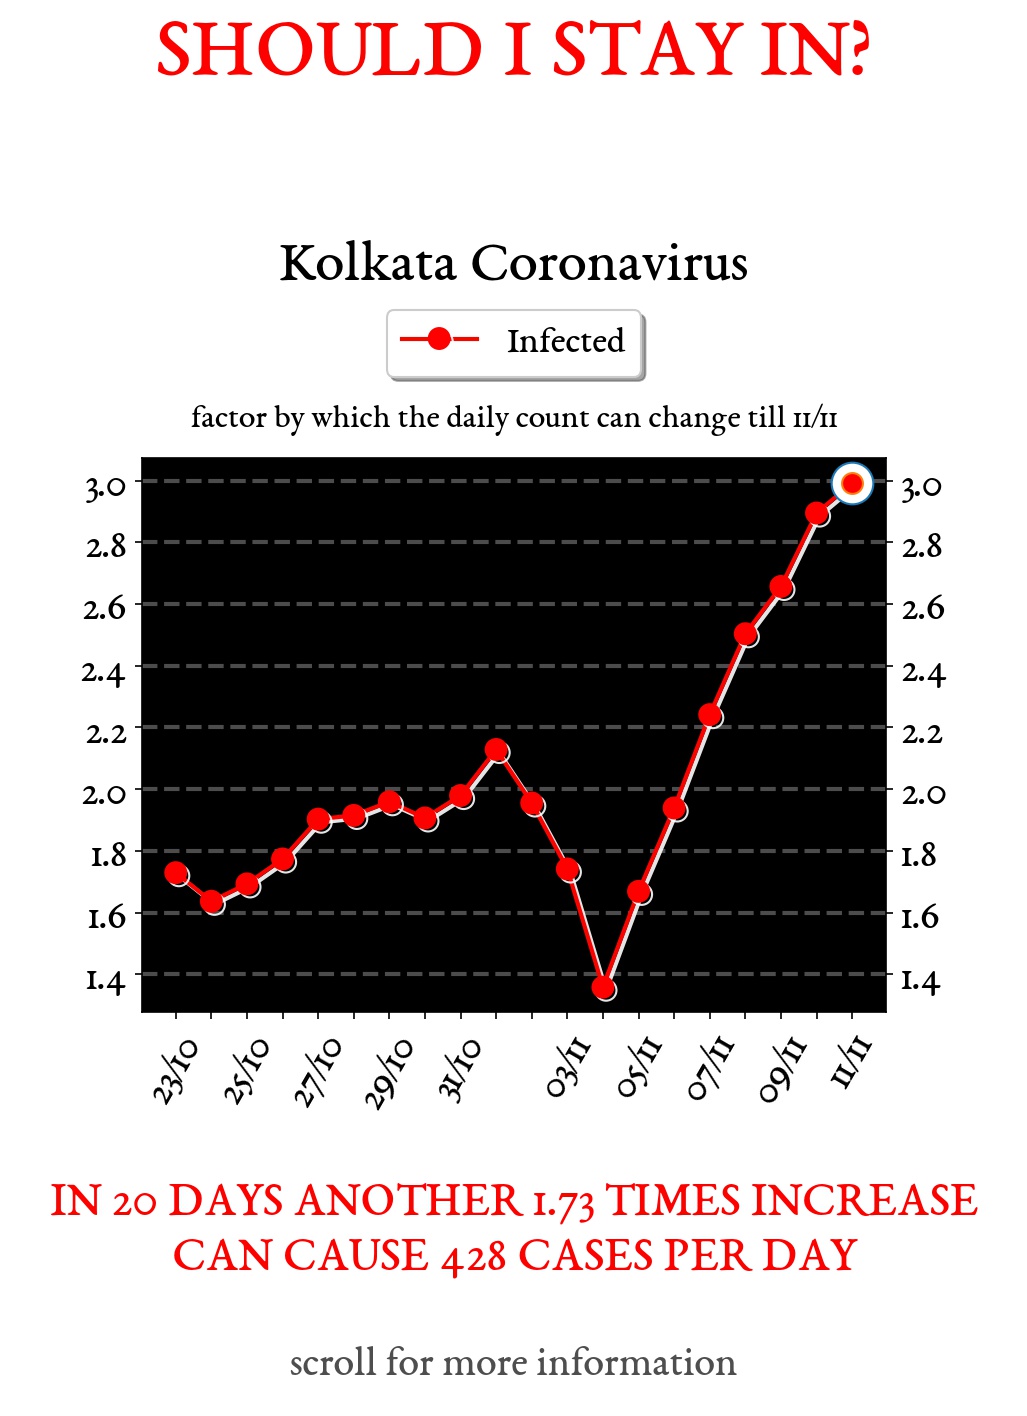 SHOULD I STAY IN?
Kolkata Coronavirus
Infected
factor by which the daily count can change till 11/11
3.0 3.0
2.8 2.8
2.6 2.6
2.4 2.4
2.2 2.2
2.0 2.0
1.8 1.8
1.6 1.6
1.4 1.4
23/10 25/10 27/10 29/10 31/10 03/11 05/11 07/11 09/11 11/11
IN 20 DAYS ANOTHER 1.73 TIMES INCREASE
CAN CAUSE 428 CASES PER DAY
scroll for more information